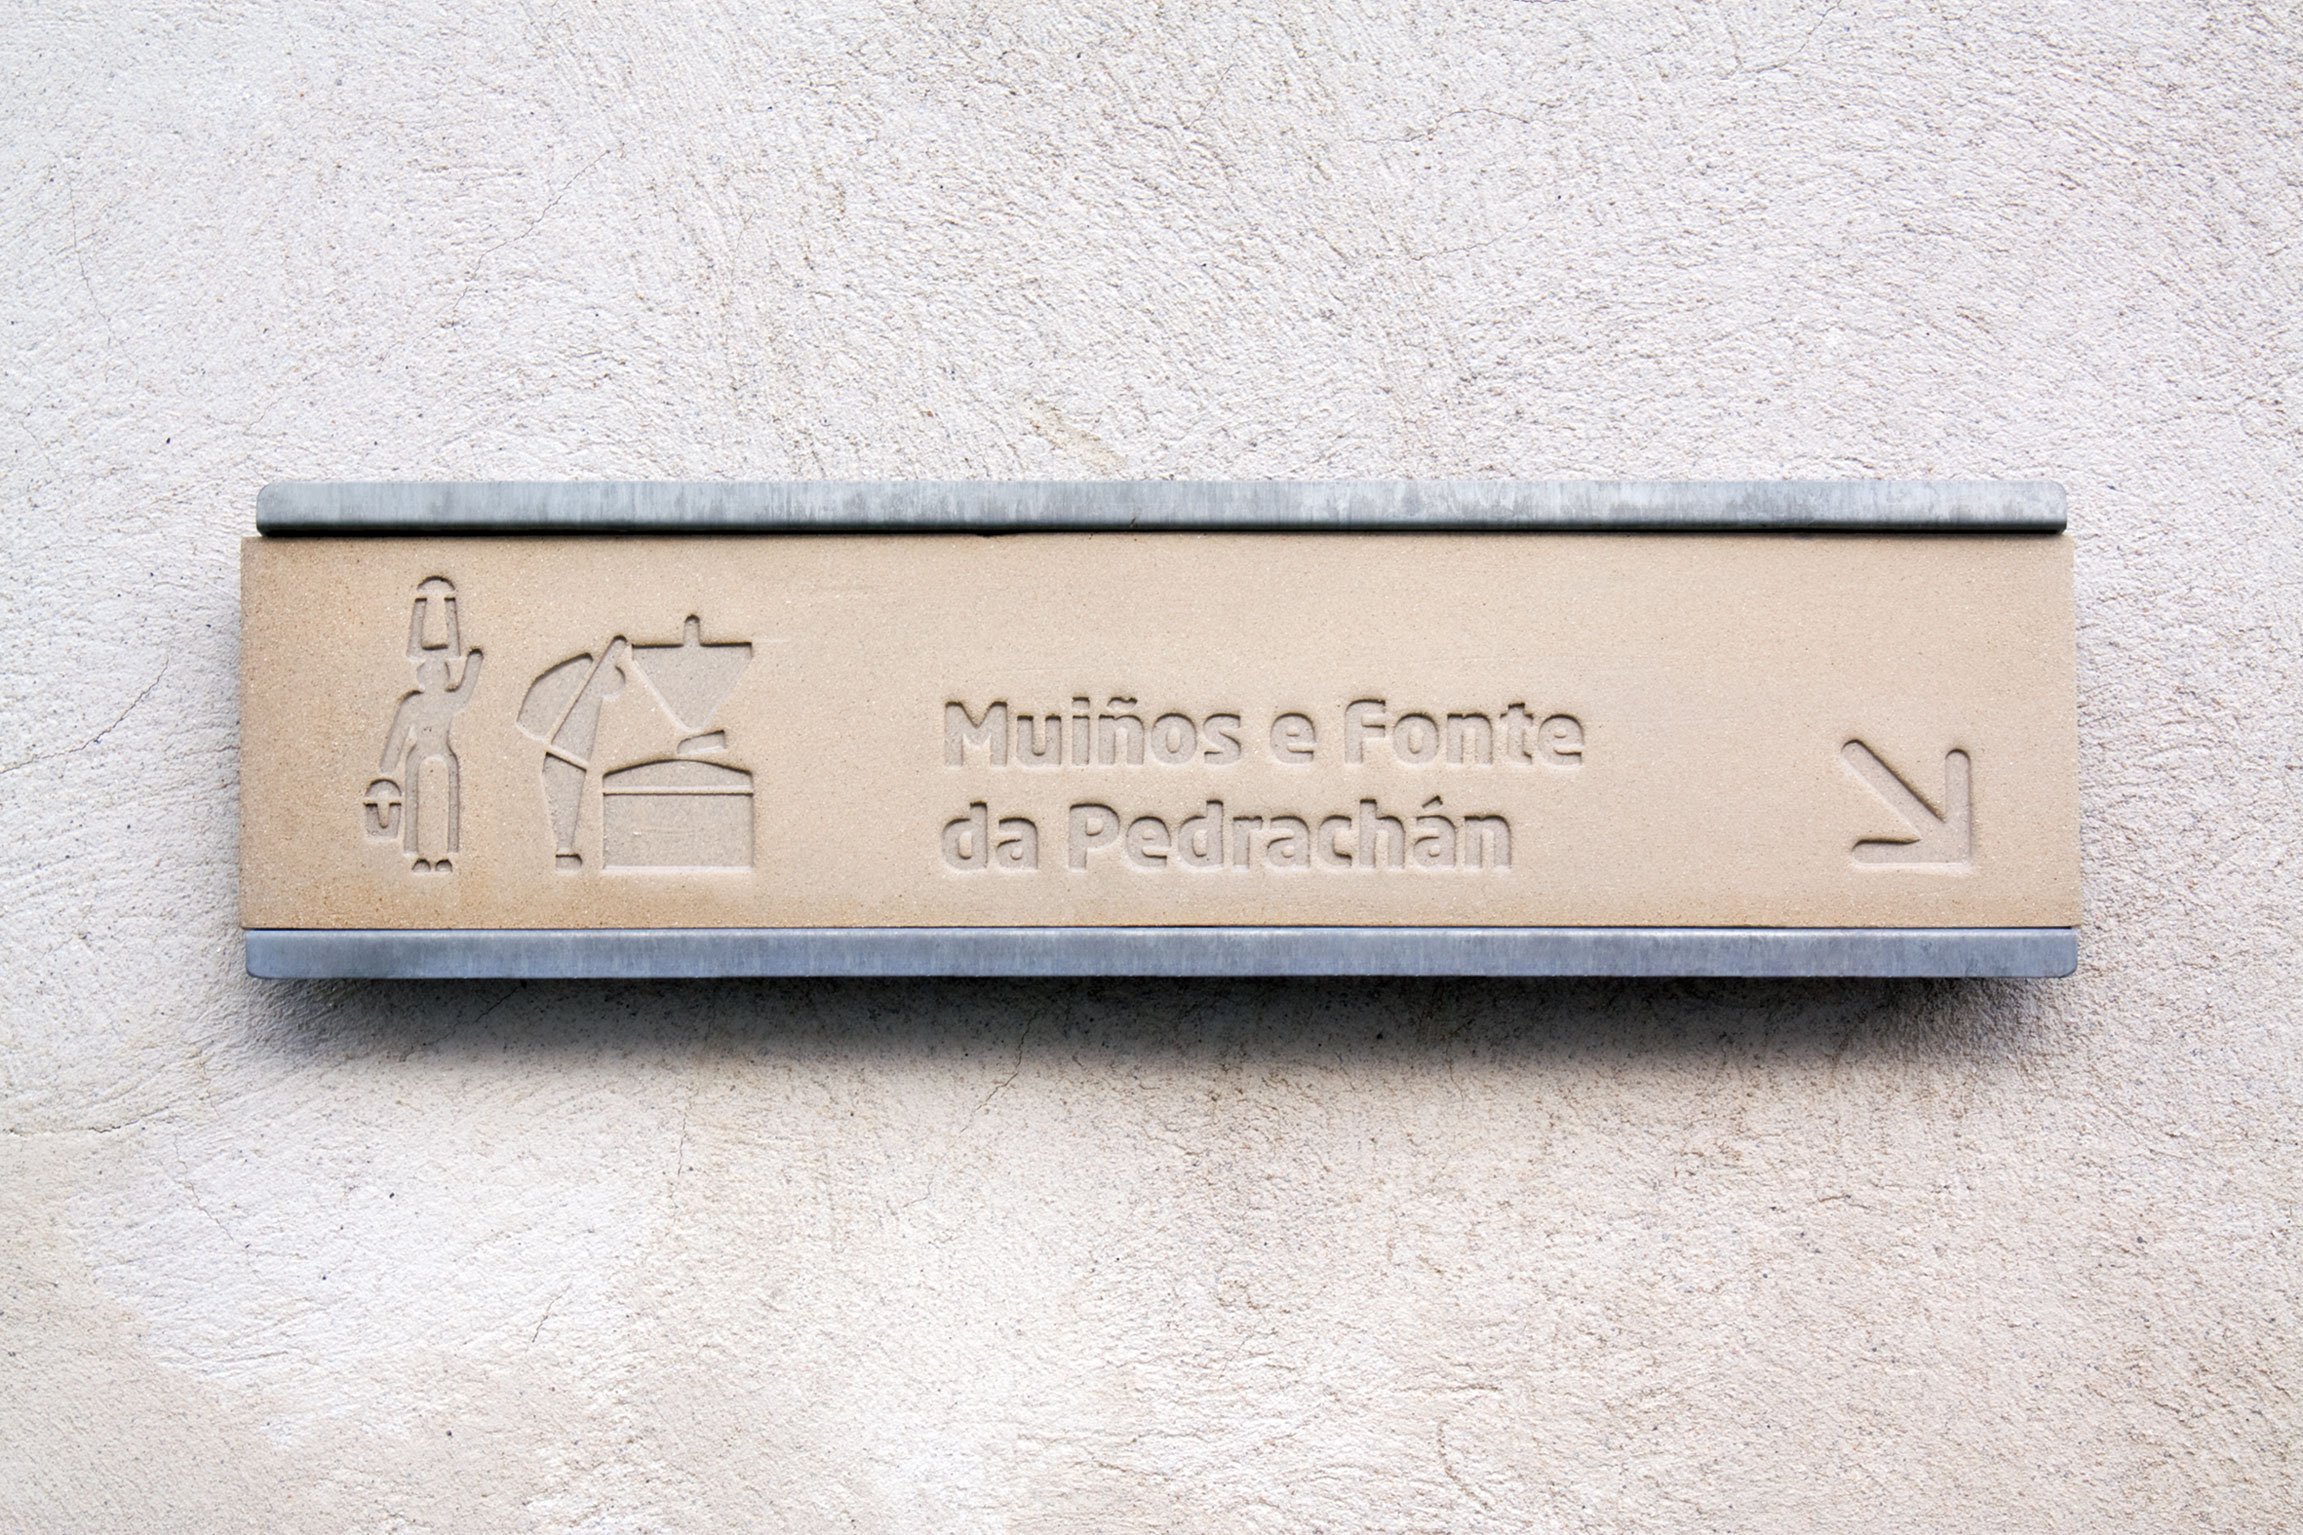 Muiños e Fonte
da Pedrachán